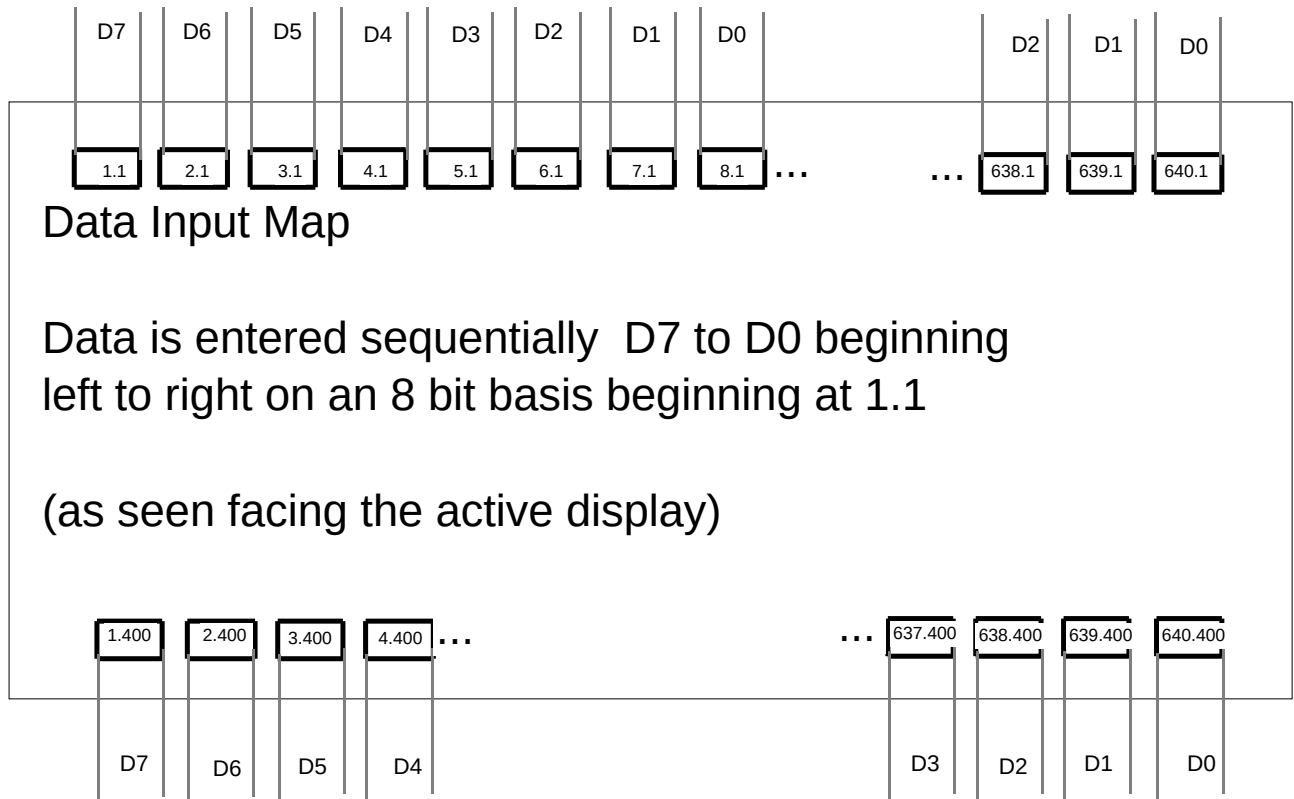 D7 D6 D5 D4 D3 D2 D1 D0 D2 D1 D0
1.1 2.1 3.1 4.1 5.1 6.1 7.1 8.1 ... ... 638.1 639.1 640.1
Data Input Map
Data is entered sequentially D7 to D0 beginning
left to right on an 8 bit basis beginning at 1.1
(as seen facing the active display)
1.400 2.400 3.400 4.400 ... ... 637.400 638.400 639.400 640.400
D7 D6 D5 D4 D3 D2 D1 D0